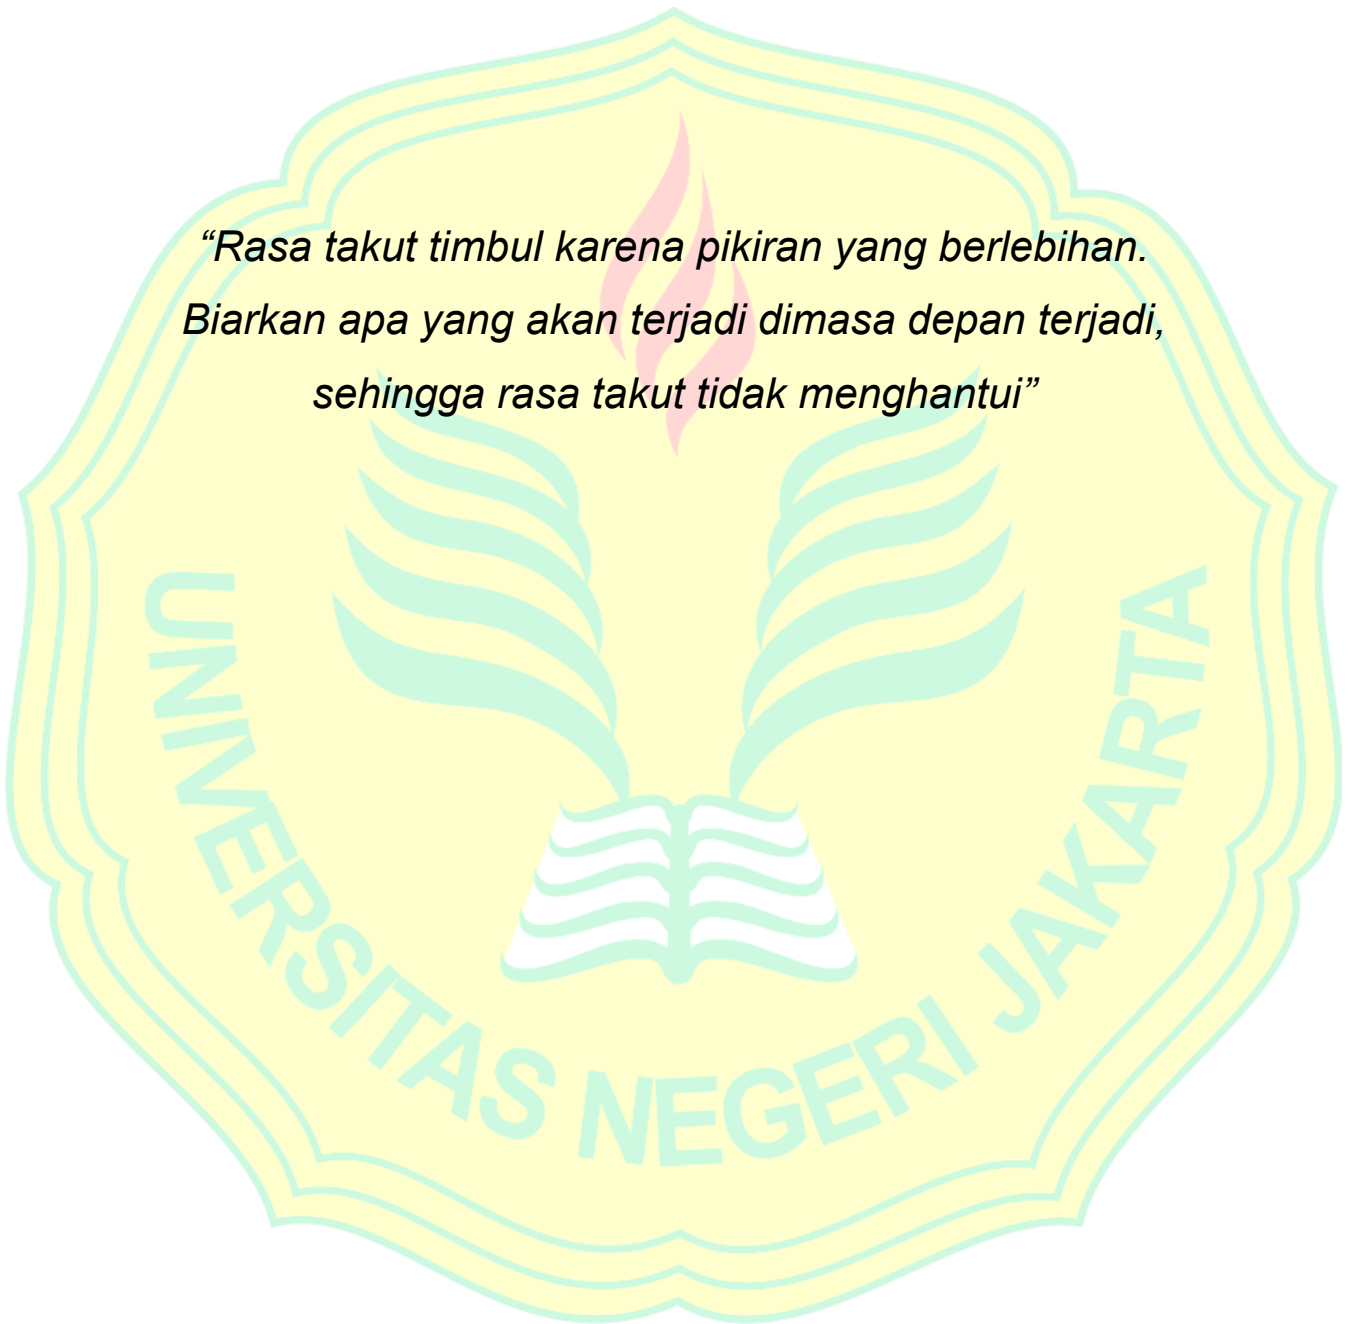 “Rasa takut timbul karena pikiran yang berlebihan.
Biarkan apa yang akan terjadi dimasa depan terjadi,
sehingga rasa takut tidak menghantui”
UNIVERSITAS NEGERI JAKARTA